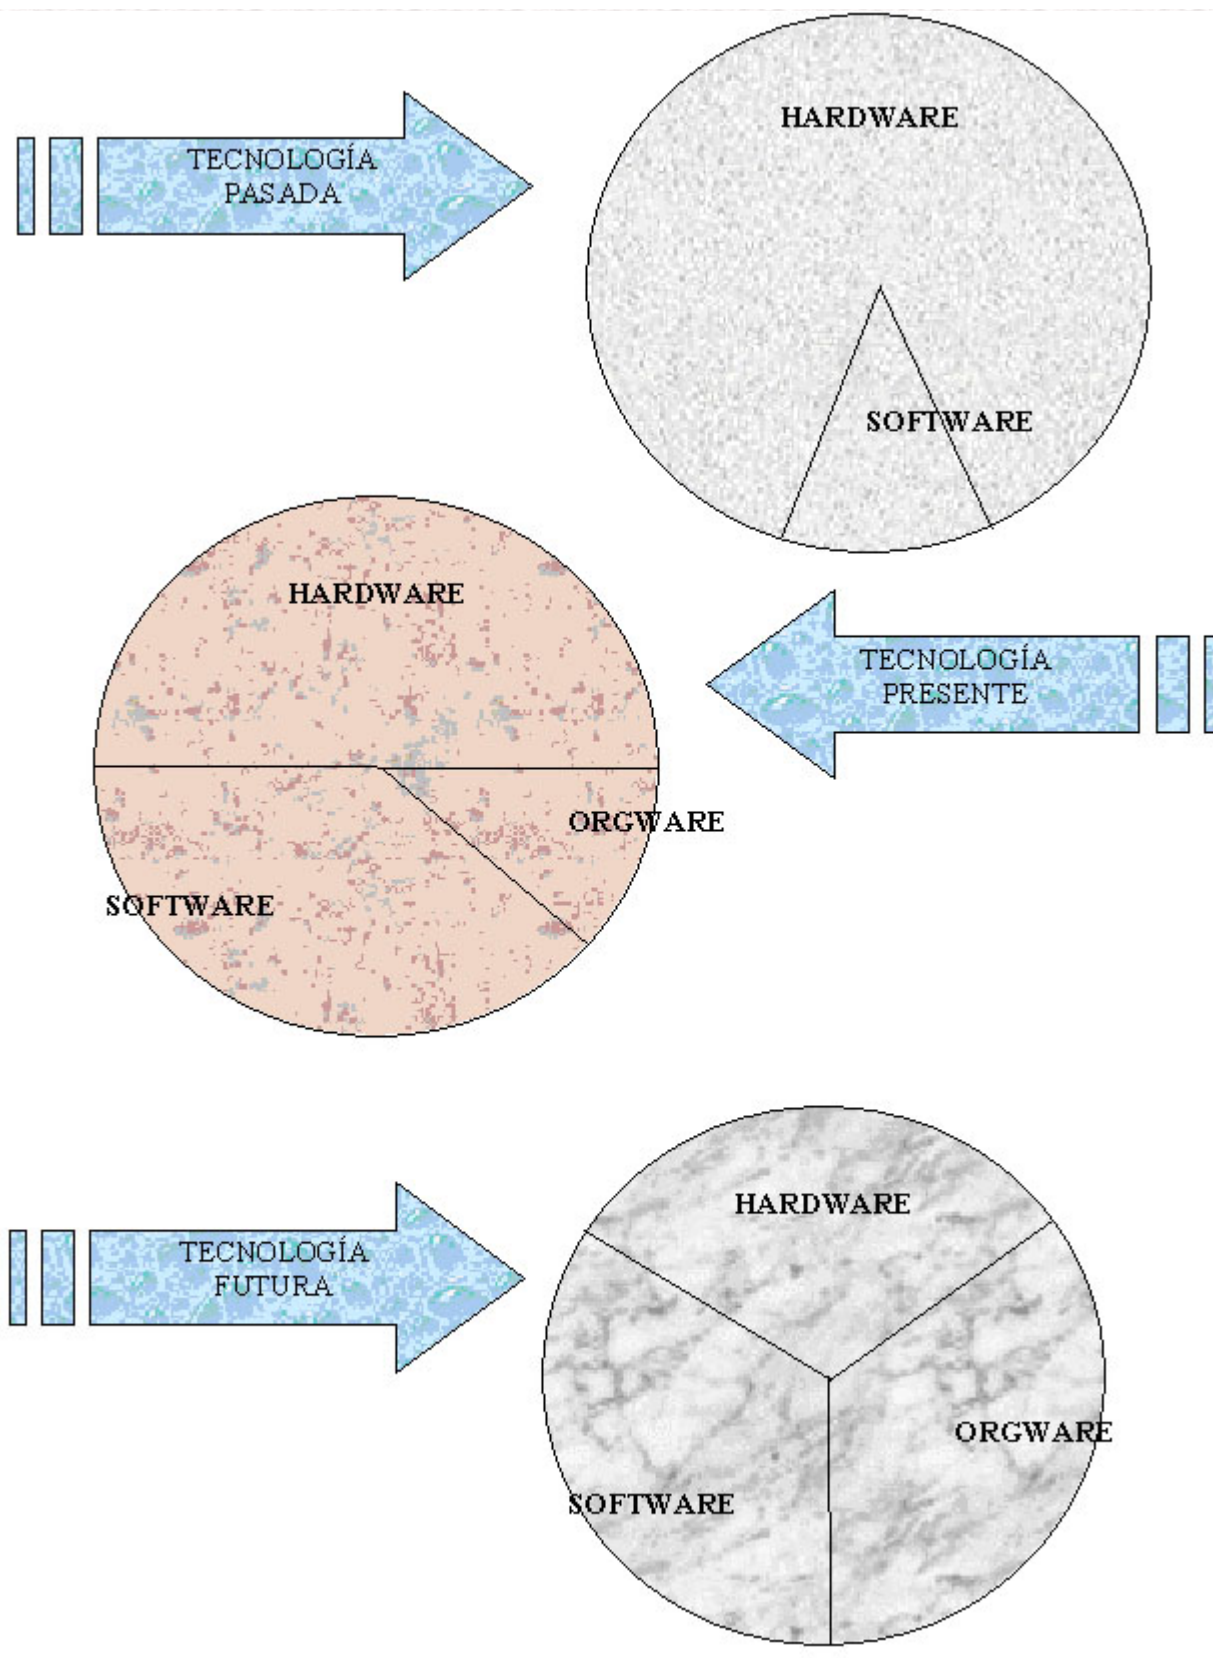 TECNOLOGÍA
PASADA
HARDWARE
SOFTWARE
HARDWARE
ORGWARE
SOFTWARE
TECNOLOGÍA
PRESENTE
TECNOLOGÍA
FUTURA
HARDWARE
ORGWARE
SOFTWARE